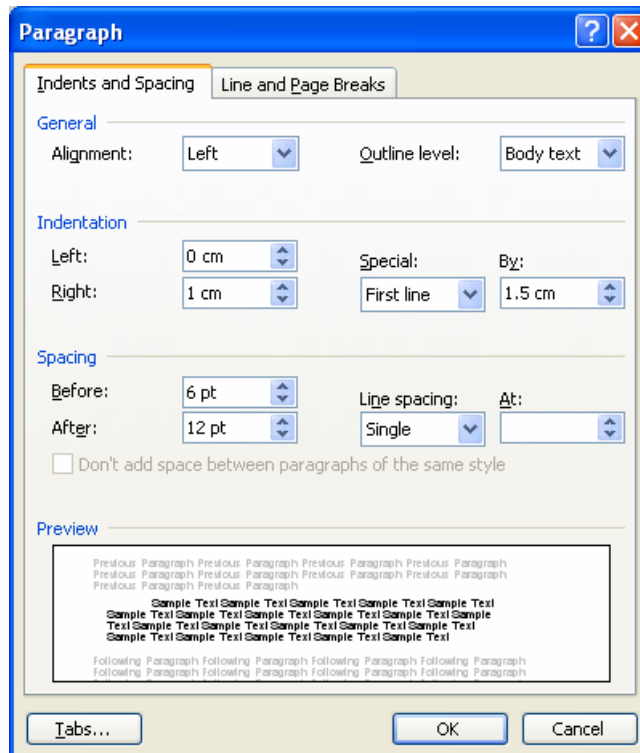 Paragraph
Indents and Spacing Line and Page Breaks
General
Alignment: Left Outline level: Body text
Indentation
Left: 0 cm Special: By:
Right: 1 cm First line 1.5 cm
Spacing
Before: 6 pt Line spacing: At:
After: 12 pt Single
Don't add space between paragraphs of the same style
Preview
Previous Paragraph Previous Paragraph Previous Paragraph Previous Paragraph
Previous Paragraph Previous Paragraph Previous Paragraph Previous Paragraph
Previous Paragraph Previous Paragraph
Sample Text Sample Text Sample Text Sample Text Sample Text
Sample Text Sample Text Sample Text Sample Text Sample
Text Sample Text Sample Text Sample Text Sample Text
Sample Text Sample Text Sample Text Sample Text Sample Text
Following Paragraph Following Paragraph Following Paragraph Following Paragraph
Following Paragraph Following Paragraph Following Paragraph Following Paragraph
Tabs... OK Cancel